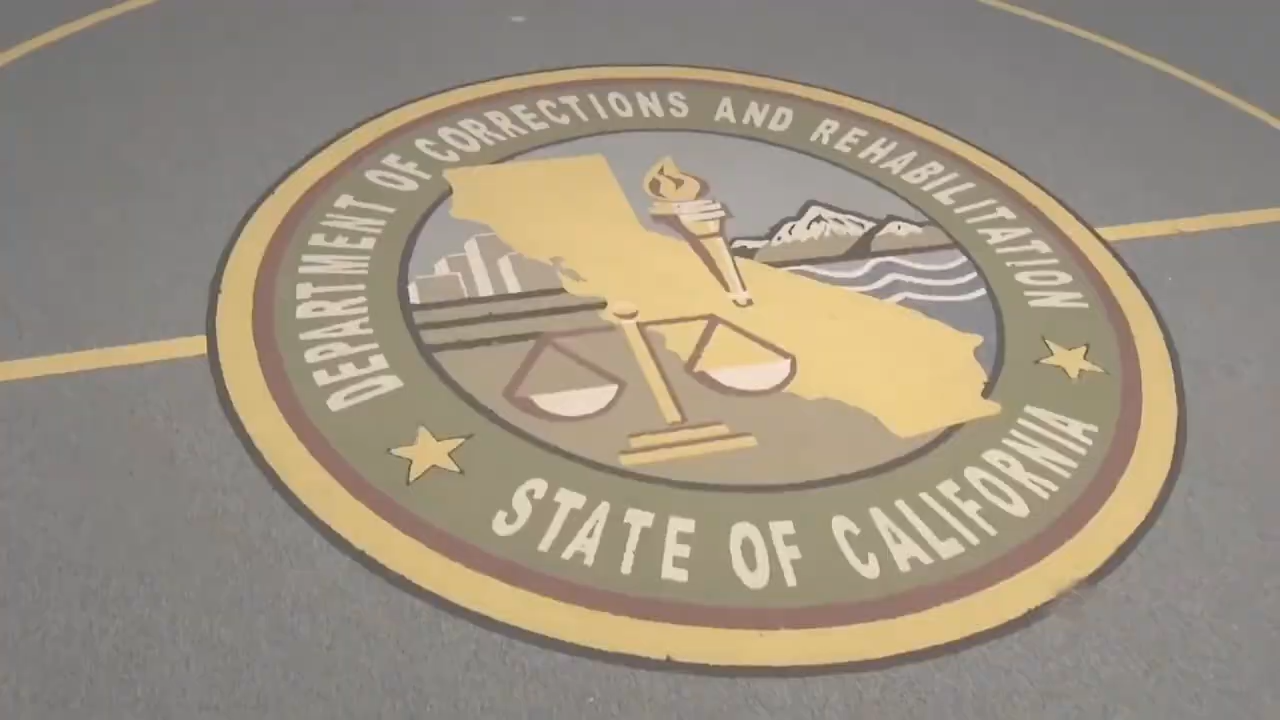 DEPARTMENT OF CORRECTIONS AND REHABILITATION
STATE OF CALIFORNIA